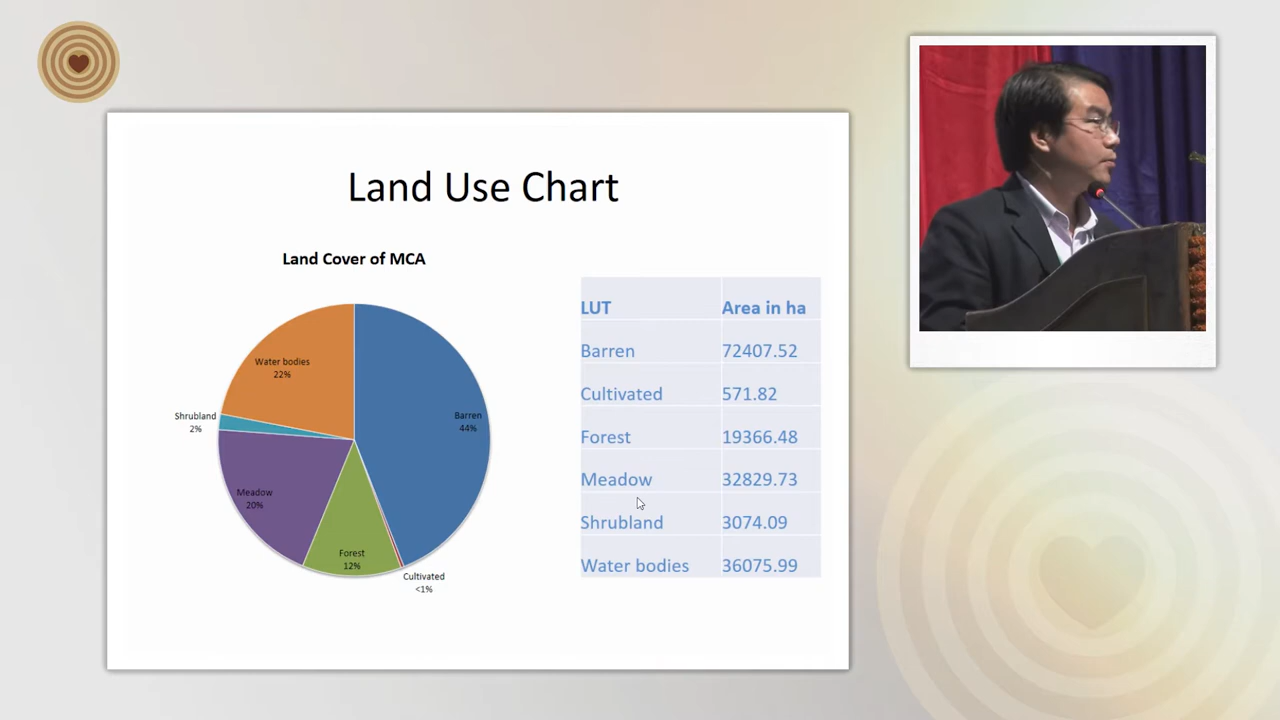 Land Use Chart
Land Cover of MCA
Water bodies
22%
Shrubland
2%
Barren
44%
Meadow
20%
Forest
12%
Cultivated
<1%
LUT Area in ha
Barren 72407.52
Cultivated 571.82
Forest 19366.48
Meadow 32829.73
Shrubland 3074.09
Water bodies 36075.99